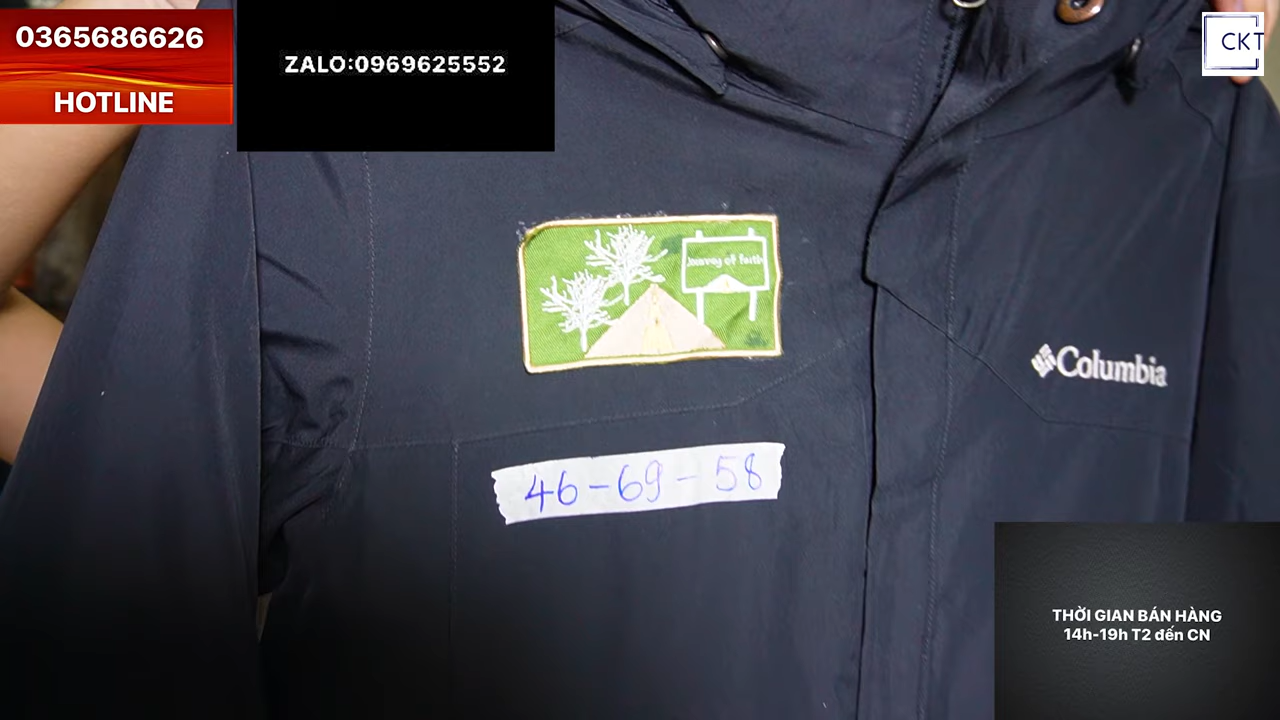 0365686626
HOTLINE
ZALO:0969625552
CKT
Journey of Faith
Columbia
46-69-58
THỜI GIAN BÁN HÀNG
14h-19h T2 đến CN